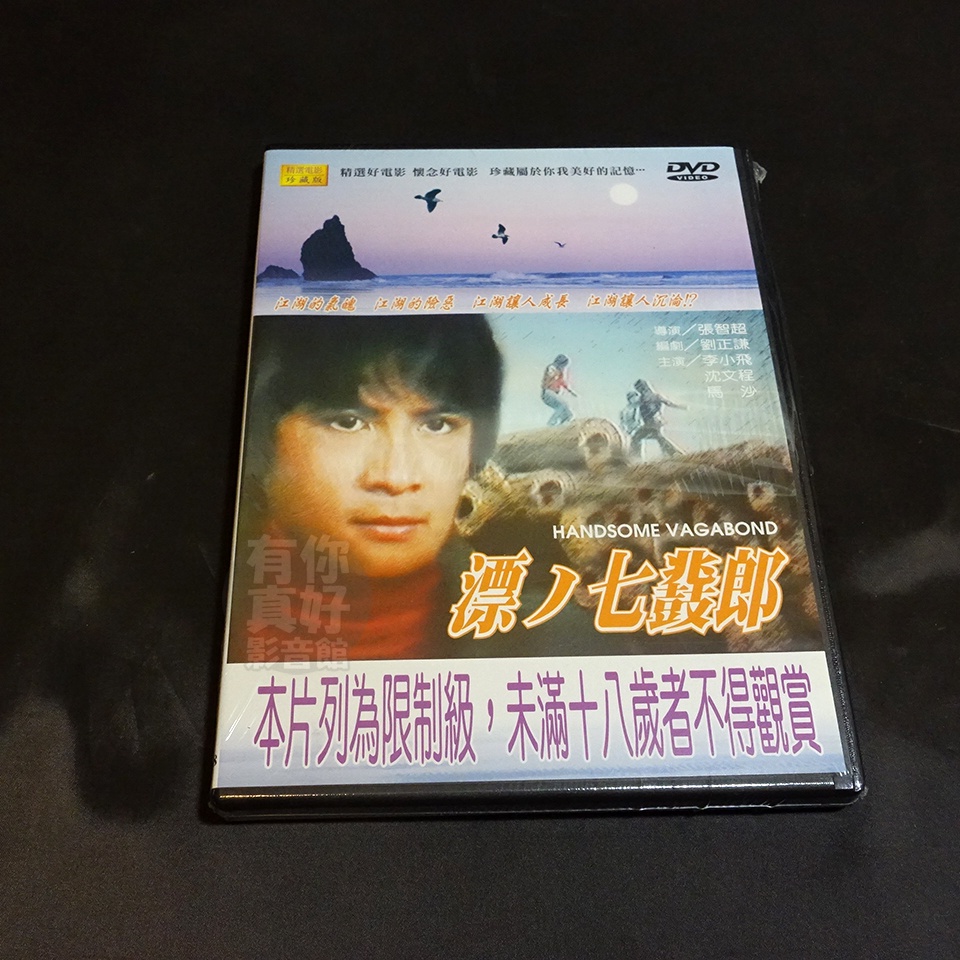 精選電影
珍藏版
精選好電影 懷念好電影 珍藏屬於你我美好的記憶…
DVD
VIDEO
江湖的氣魄 江湖的險惡 江湖讓人成長 江湖讓人沉淪!?
導演／張智超
編劇／劉正謙
主演／李小飛
沈文程
馬 沙
HANDSOME VAGABOND
漂ノ七發郎
有你
真好
影音館
本片列為限制級，未滿十八歲者不得觀賞